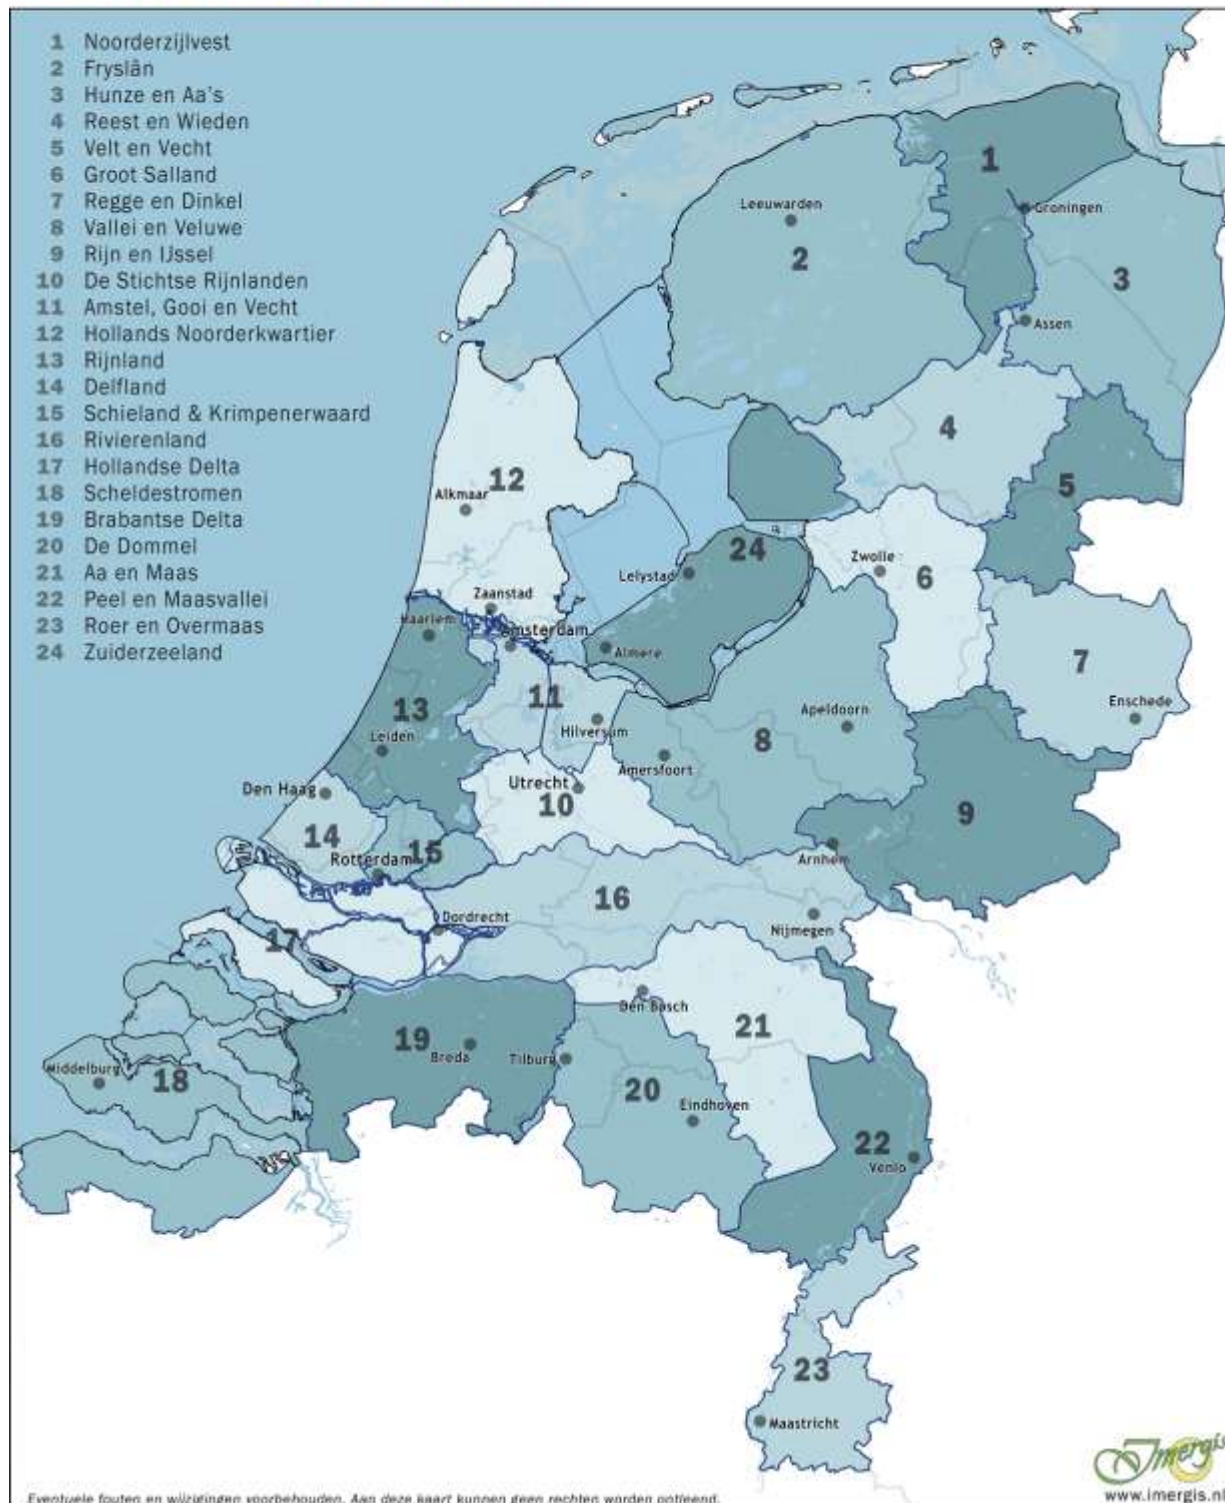 1 Noorderzijlvest
2 Fryslân
3 Hunze en Aa's
4 Reest en Wieden
5 Velt en Vecht
6 Groot Salland
7 Regge en Dinkel
8 Vallei en Veluwe
9 Rijn en IJssel
10 De Stichtse Rijnlanden
11 Amstel, Gooi en Vecht
12 Hollands Noorderkwartier
13 Rijnland
14 Delfland
15 Schieland & Krimpenerwaard
16 Rivierenland
17 Hollandse Delta
18 Scheldestromen
19 Brabantse Delta
20 De Dommel
21 Aa en Maas
22 Peel en Maasvallei
23 Roer en Overmaas
24 Zuiderzeeland
1
Leeuwarden
Groningen
2
3
Assen
4
12
5
Alkmaar
24
Zwolle
6
Lelystad
Zaanstad
Haarlem
Amsterdam
Almere
7
11
13
Enschede
Apeldoorn
Hilversum
8
Leiden
Amersfoort
Utrecht
Den Haag
10
9
14
15
Rotterdam
Arnhem
16
Dordrecht
Nijmegen
17
Den Bosch
21
19
Breda
Tilburg
Middelburg
18
20
Eindhoven
22
Venlo
23
Maastricht
Imergis
www.imergis.nl
Eventuele fouten en wijzigingen voorbehouden. Aan deze kaart kunnen geen rechten worden ontleend.